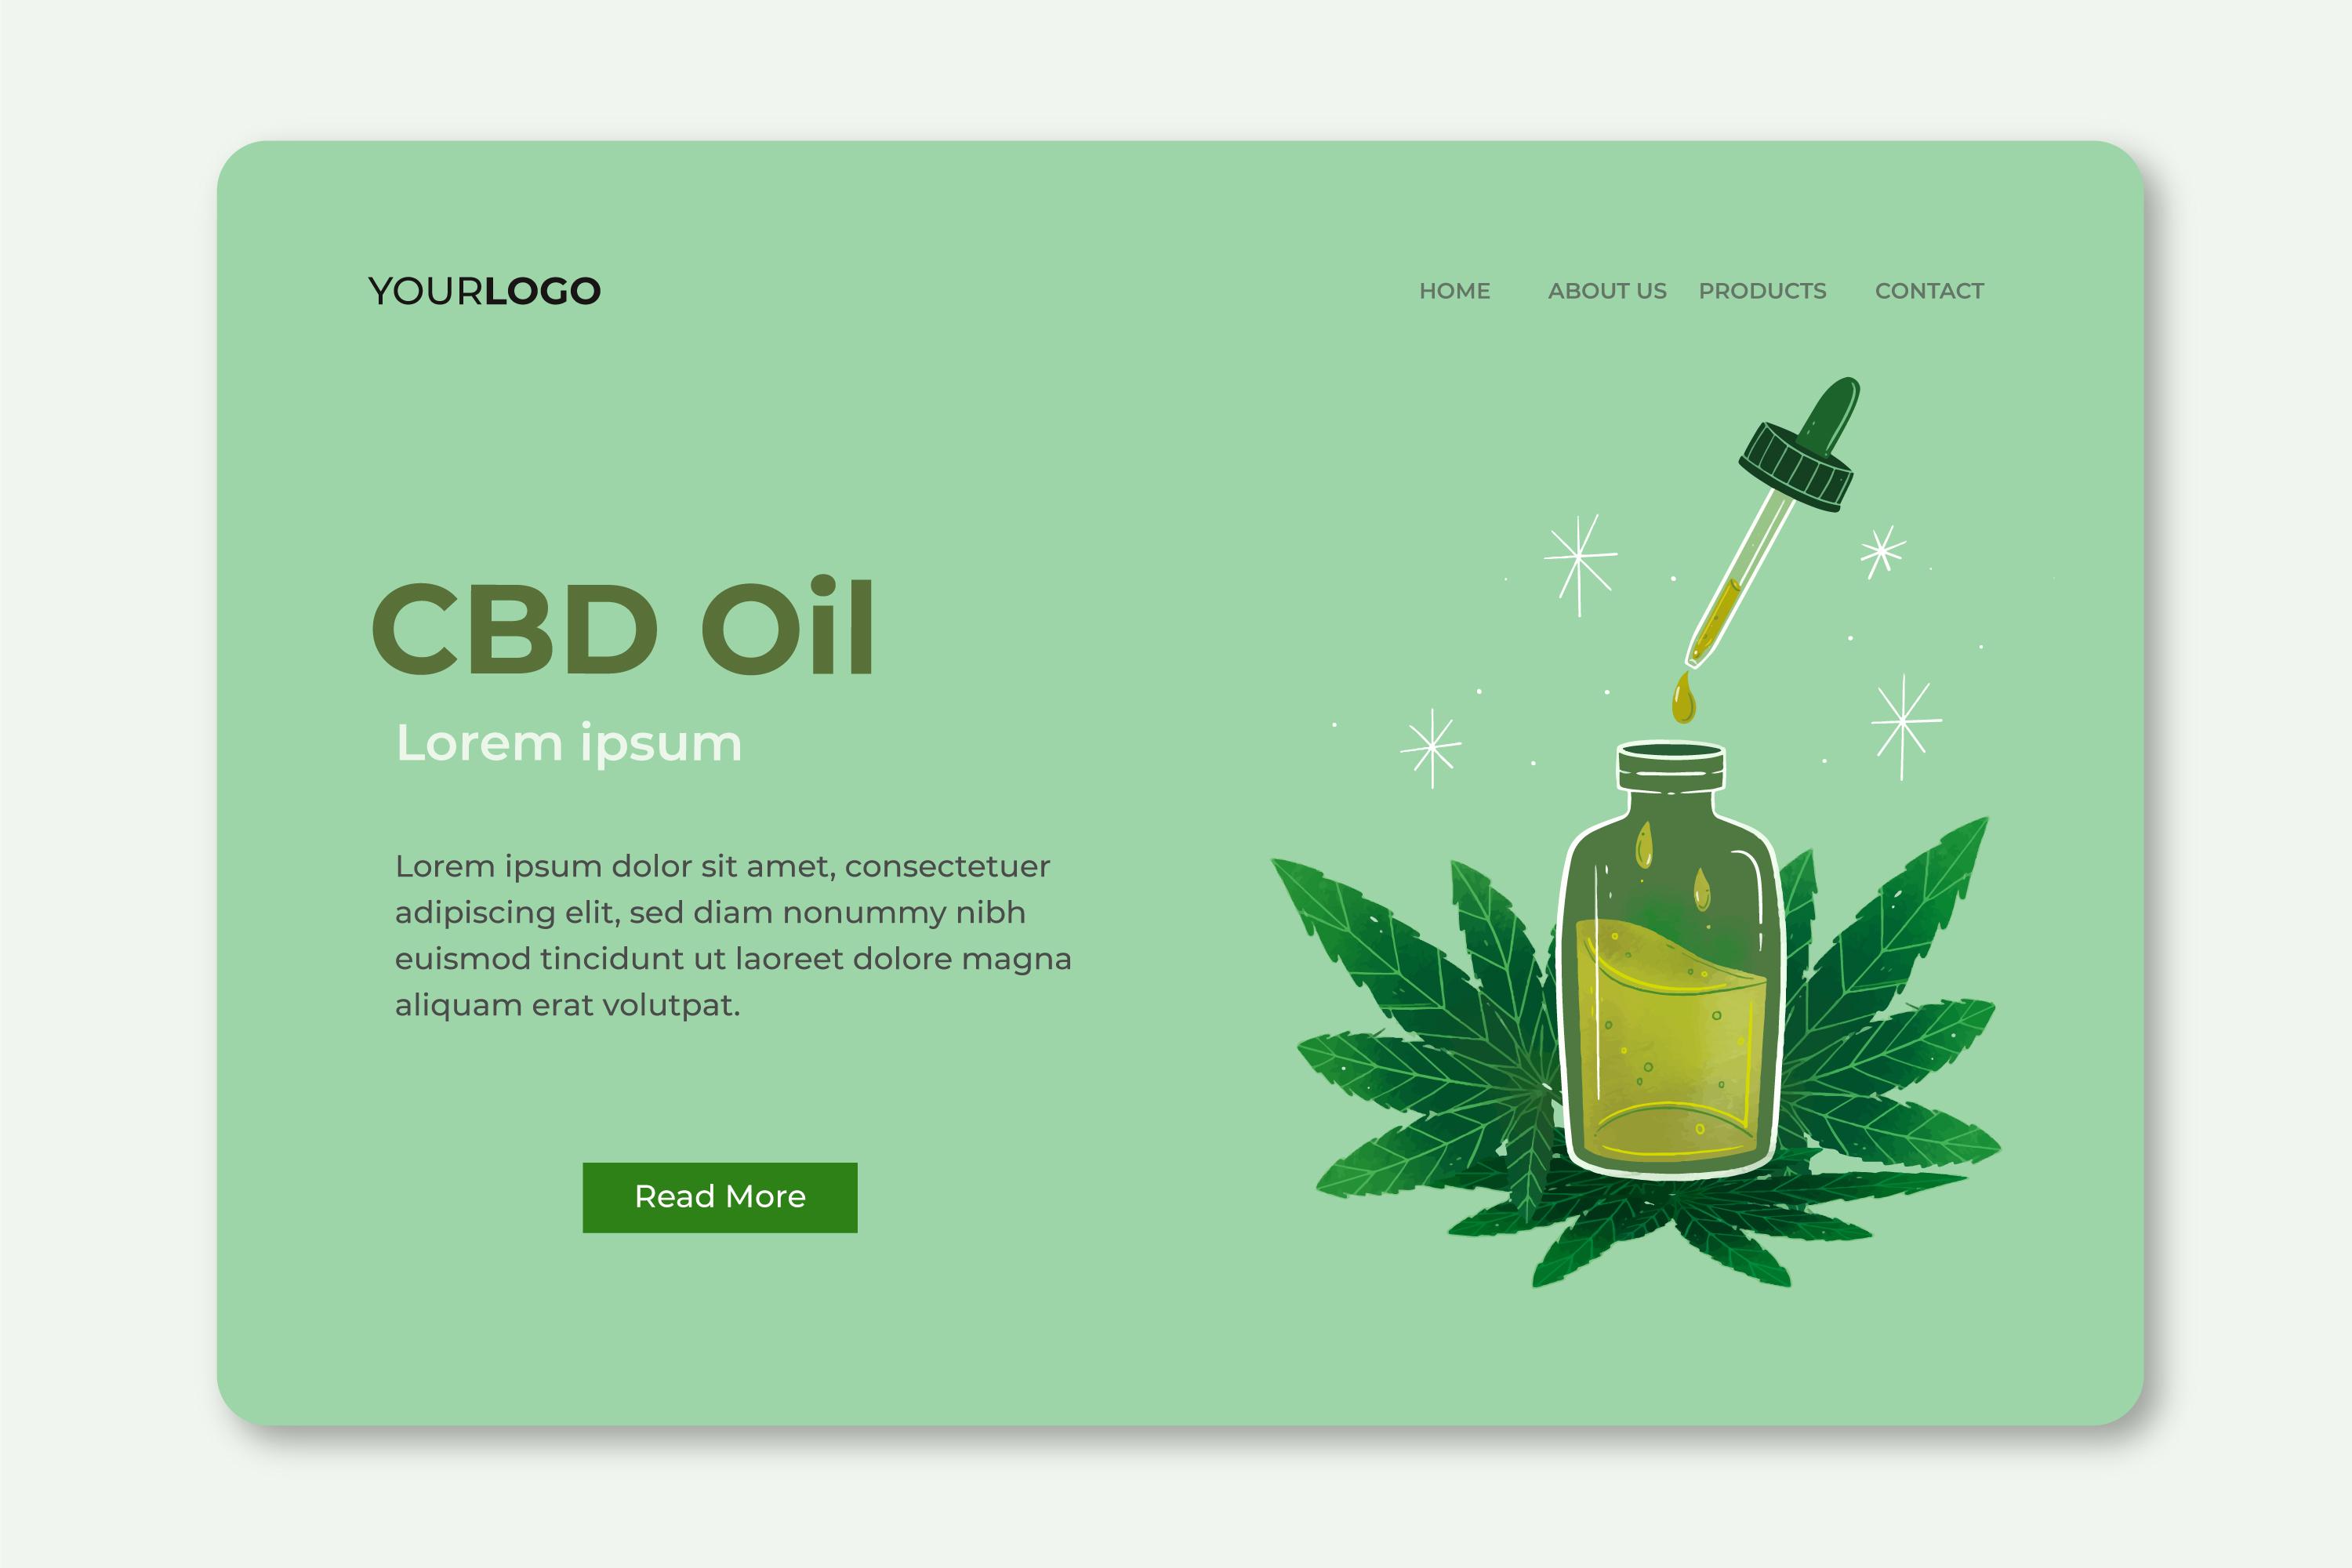 YOURLOGO
HOME ABOUT US PRODUCTS CONTACT
CBD Oil
Lorem ipsum
Lorem ipsum dolor sit amet, consectetuer
adipiscing elit, sed diam nonummy nibh
euismod tincidunt ut laoreet dolore magna
aliquam erat volutpat.
Read More